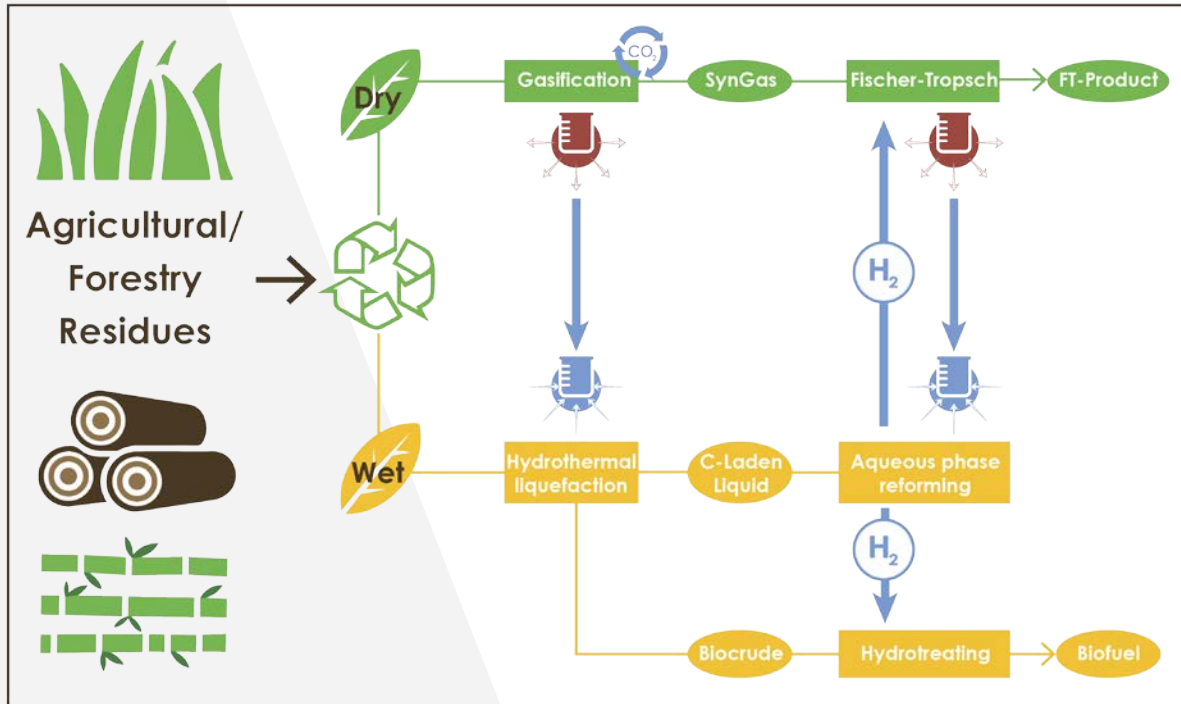 Agricultural/
Forestry
Residues
Dry
Gasification
CO₂
SynGas
Fischer-Tropsch
FT-Product
H₂
Wet
Hydrothermal
liquefaction
C-Laden
Liquid
Aqueous phase
reforming
H₂
Biocrude
Hydrotreating
Biofuel